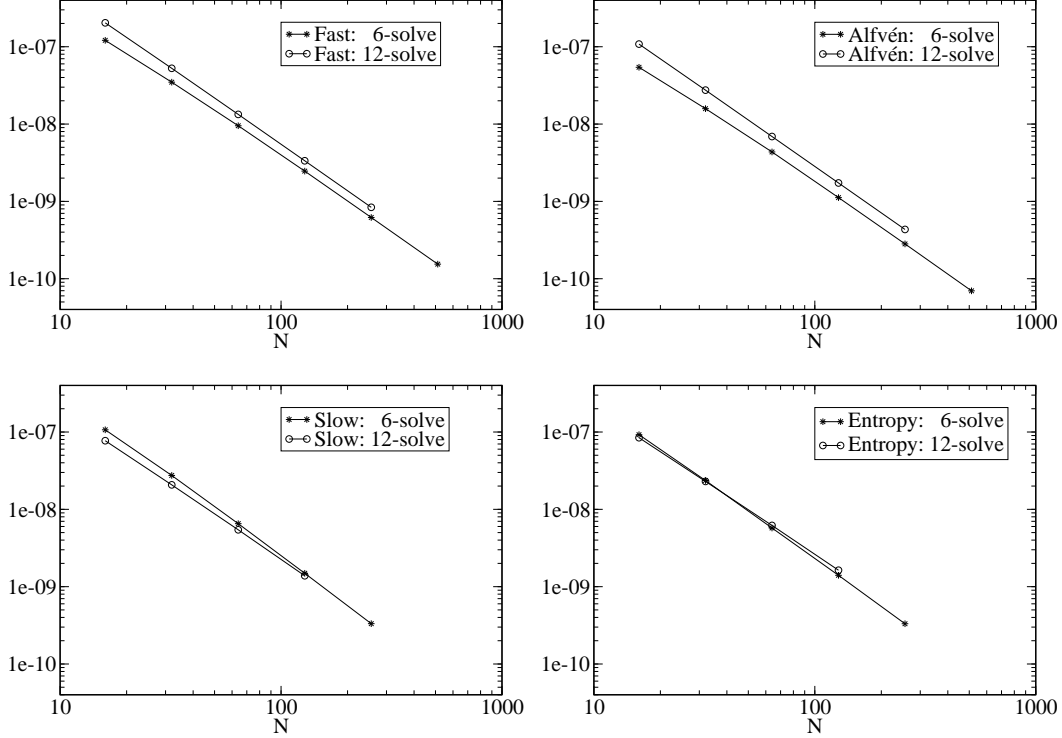 1e-07
1e-08
1e-09
1e-10
10
100
1000
N
Fast: 6-solve
Fast: 12-solve
1e-07
1e-08
1e-09
1e-10
10
100
1000
N
Alfvén: 6-solve
Alfvén: 12-solve
1e-07
1e-08
1e-09
1e-10
10
100
1000
N
Slow: 6-solve
Slow: 12-solve
1e-07
1e-08
1e-09
1e-10
10
100
1000
N
Entropy: 6-solve
Entropy: 12-solve